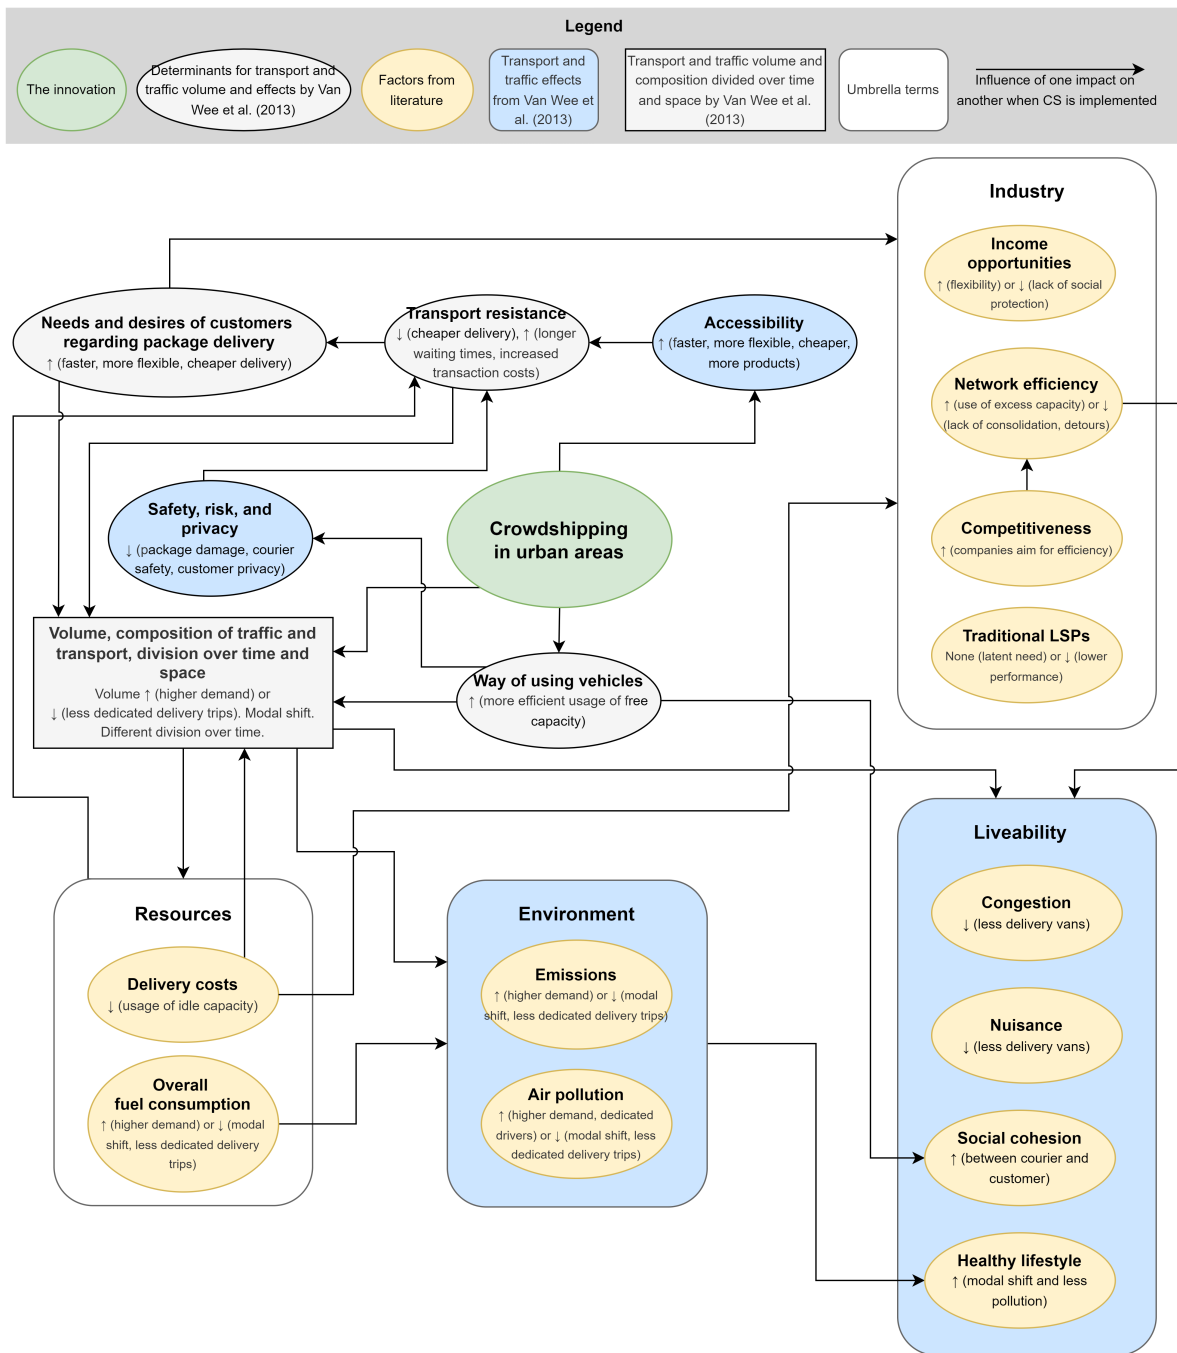 Legend
The innovation
Determinants for transport and
traffic volume and effects by Van
Wee et al. (2013)
Factors from
literature
Transport and
traffic effects
from Van Wee et
al. (2013)
Transport and traffic volume and
composition divided over time
and space by Van Wee et al.
(2013)
Umbrella terms
Influence of one impact on
another when CS is implemented
Industry
Income
opportunities
↑ (flexibility) or ↓ (lack of social
protection)
Network efficiency
↑ (use of excess capacity) or ↓
(lack of consolidation, detours)
Competitiveness
↑ (companies aim for efficiency)
Traditional LSPs
None (latent need) or ↓ (lower
performance)
Needs and desires of customers
regarding package delivery
↑ (faster, more flexible, cheaper delivery)
Transport resistance
↓ (cheaper delivery), ↑ (longer
waiting times, increased
transaction costs)
Accessibility
↑ (faster, more flexible, cheaper,
more products)
Safety, risk, and
privacy
↓ (package damage, courier
safety, customer privacy)
Crowdshipping
in urban areas
Volume, composition of traffic and
transport, division over time and
space
Volume ↑ (higher demand) or
↓ (less dedicated delivery trips). Modal shift.
Different division over time.
Way of using vehicles
↑ (more efficient usage of free
capacity)
Resources
Delivery costs
↓ (usage of idle capacity)
Overall
fuel consumption
↑ (higher demand) or ↓ (modal
shift, less dedicated delivery
trips)
Environment
Emissions
↑ (higher demand) or ↓ (modal
shift, less dedicated delivery trips)
Air pollution
↑ (higher demand, dedicated
drivers) or ↓ (modal shift, less
dedicated delivery trips)
Liveability
Congestion
↓ (less delivery vans)
Nuisance
↓ (less delivery vans)
Social cohesion
↑ (between courier and
customer)
Healthy lifestyle
↑ (modal shift and less
pollution)